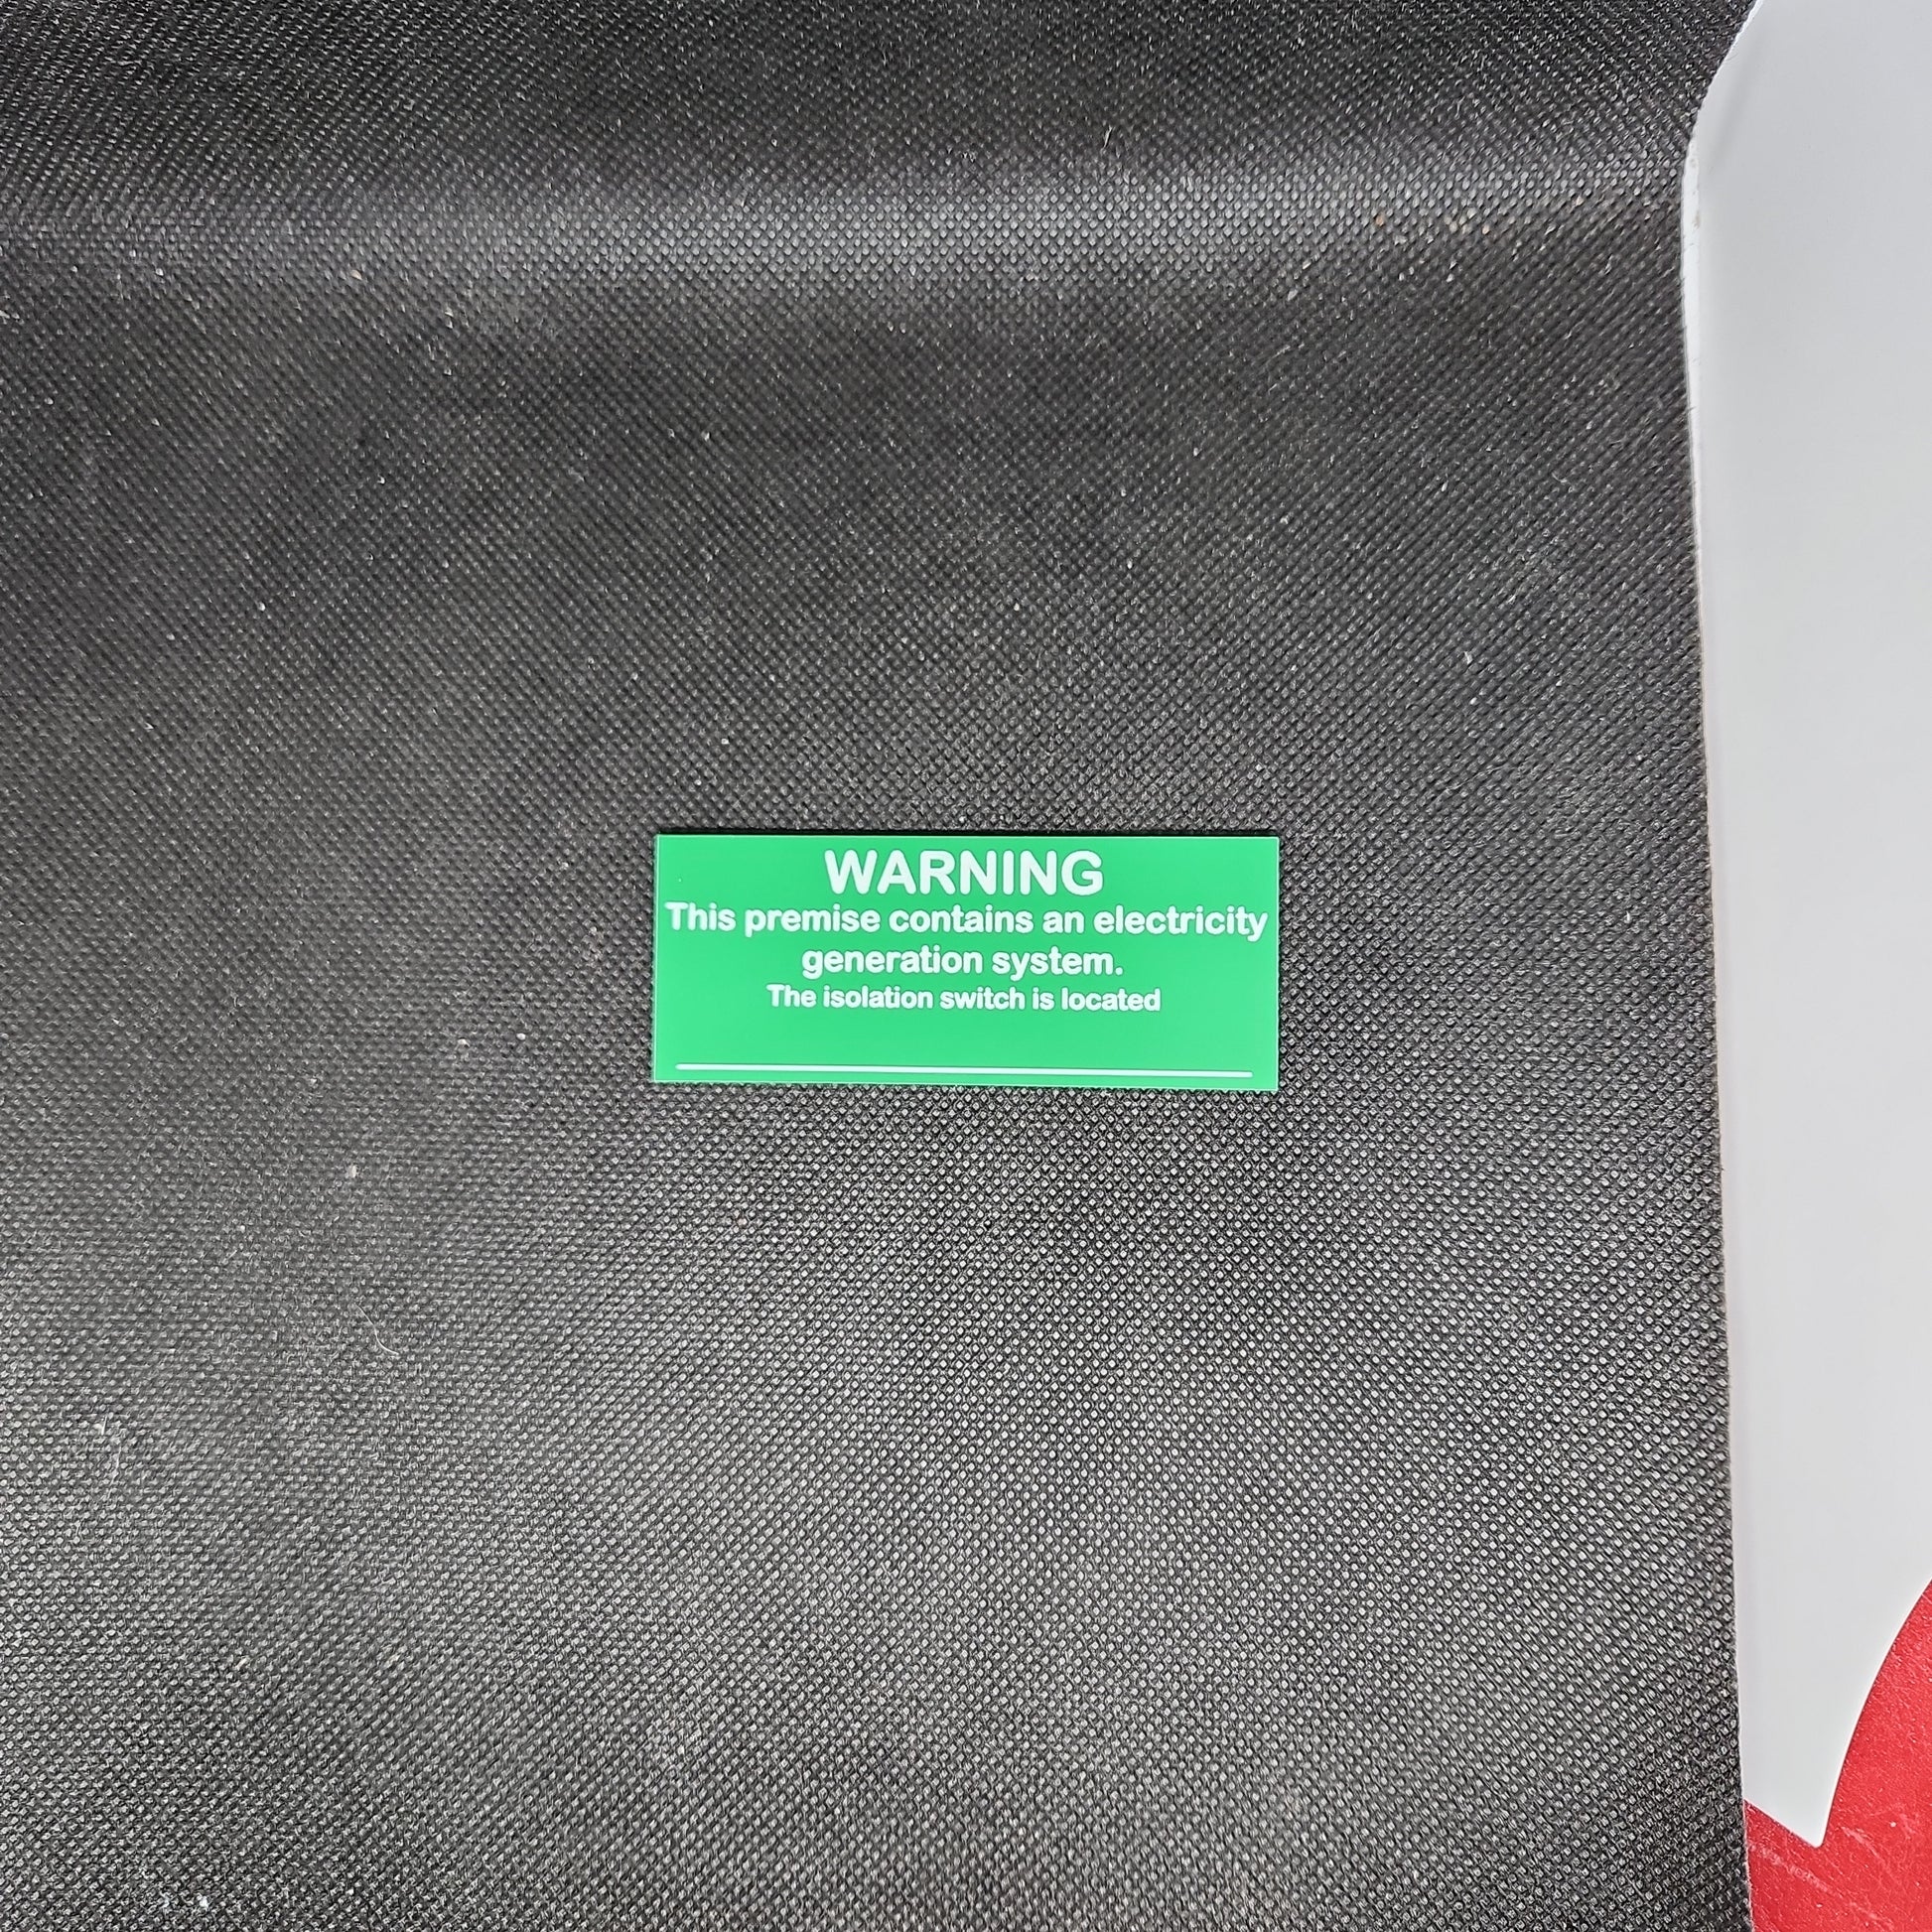 WARNING
This premise contains an electricity
generation system.
The isolation switch is located